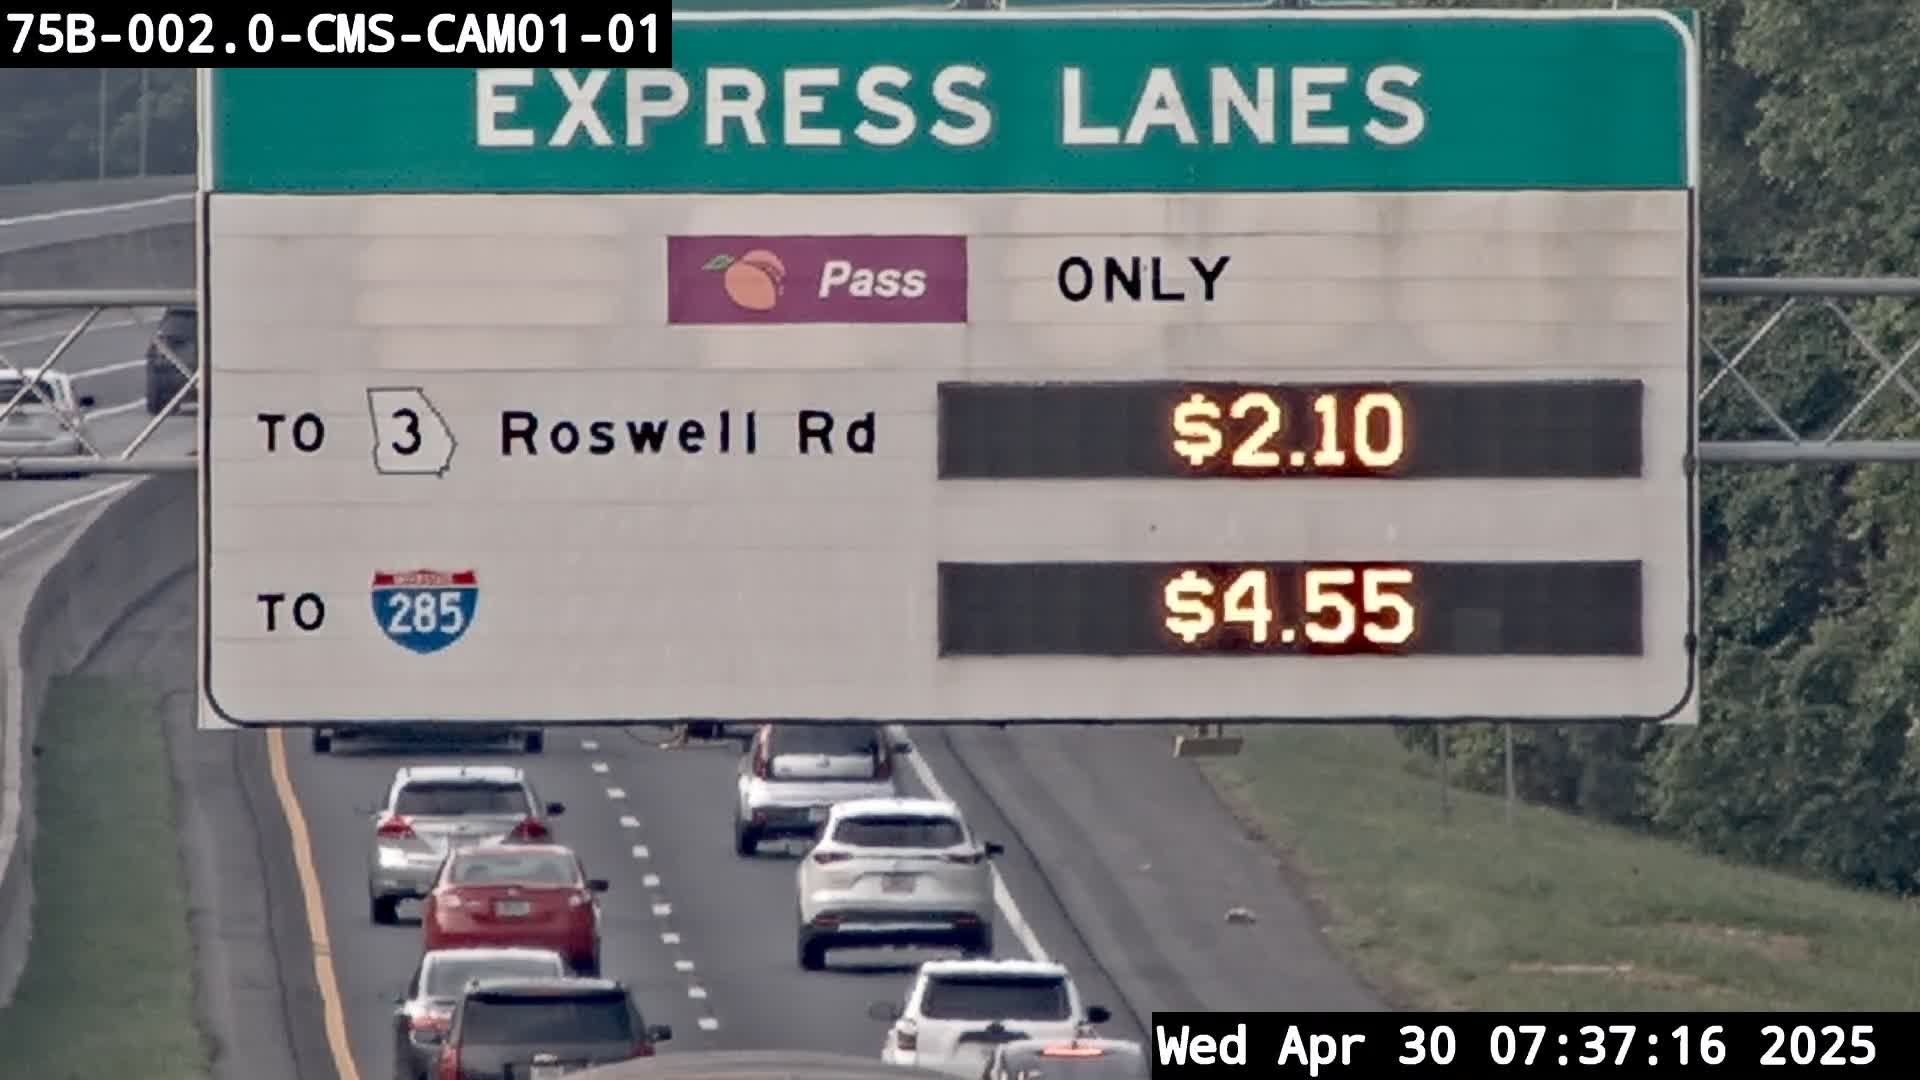 75B-002.0-CMS-CAM01-01
EXPRESS LANES
Pass ONLY
TO 3 Roswell Rd $2.10
TO 285 $4.55
Wed Apr 30 07:37:16 2025